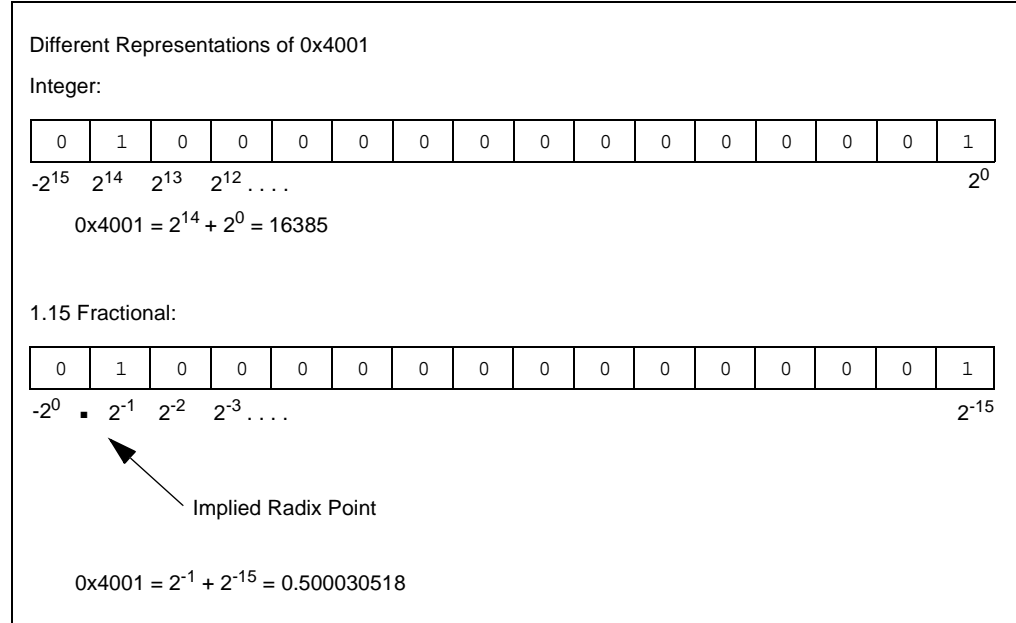 Different Representations of 0x4001
Integer:
0 1 0 0 0 0 0 0 0 0 0 0 0 0 0 1
-2^15 2^14 2^13 2^12 . . . . 2^0
0x4001 = 2^14 + 2^0 = 16385
1.15 Fractional:
0 1 0 0 0 0 0 0 0 0 0 0 0 0 0 1
-2^0 . 2^-1 2^-2 2^-3 . . . . 2^-15
Implied Radix Point
0x4001 = 2^-1 + 2^-15 = 0.500030518